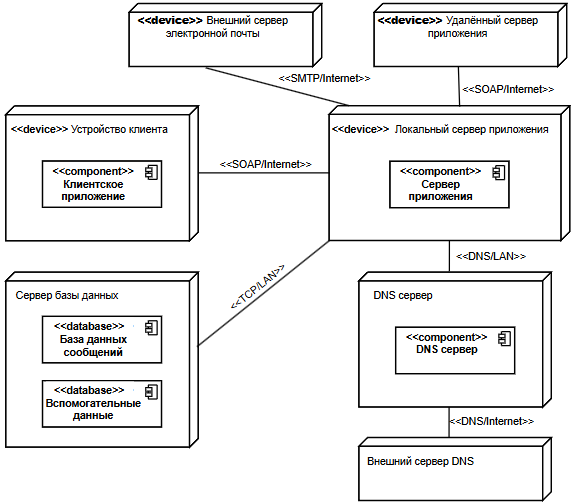 <<device>> Внешний сервер
электронной почты
<<device>> Удалённый сервер
приложения
<<SMTP/Internet>>
<<SOAP/Internet>>
<<device>> Устройство клиента
<<component>>
Клиентское
приложение
<<SOAP/Internet>>
<<device>> Локальный сервер приложения
<<component>>
Сервер
приложения
<<TCP/LAN>>
<<DNS/LAN>>
Сервер базы данных
<<database>>
База данных
сообщений
<<database>>
Вспомогательные
данные
DNS сервер
<<component>>
DNS сервер
<<DNS/Internet>>
Внешний сервер DNS